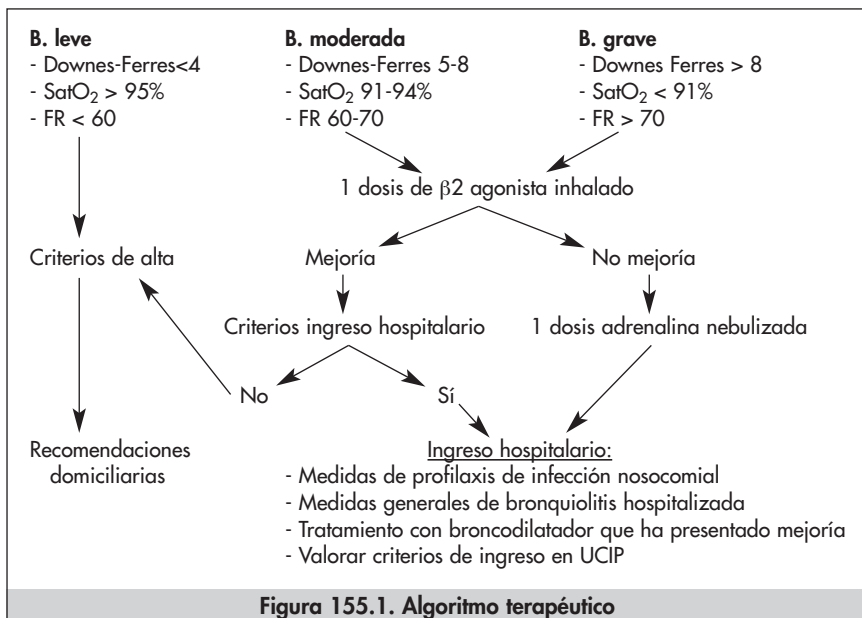 B. leve
- Downes-Ferres<4
- SatO₂ > 95%
- FR < 60
B. moderada
- Downes-Ferres 5-8
- SatO₂ 91-94%
- FR 60-70
B. grave
- Downes Ferres > 8
- SatO₂ < 91%
- FR > 70
1 dosis de β2 agonista inhalado
Criterios de alta
Mejoría
No mejoría
Criterios ingreso hospitalario
1 dosis adrenalina nebulizada
No
Sí
Recomendaciones
domiciliarias
Ingreso hospitalario:
- Medidas de profilaxis de infección nosocomial
- Medidas generales de bronquiolitis hospitalizada
- Tratamiento con broncodilatador que ha presentado mejoría
- Valorar criterios de ingreso en UCIP
Figura 155.1. Algoritmo terapéutico